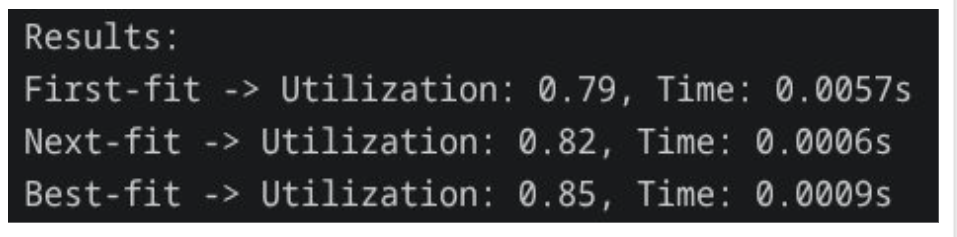 Results:
First-fit -> Utilization: 0.79, Time: 0.0057s
Next-fit -> Utilization: 0.82, Time: 0.0006s
Best-fit -> Utilization: 0.85, Time: 0.0009s